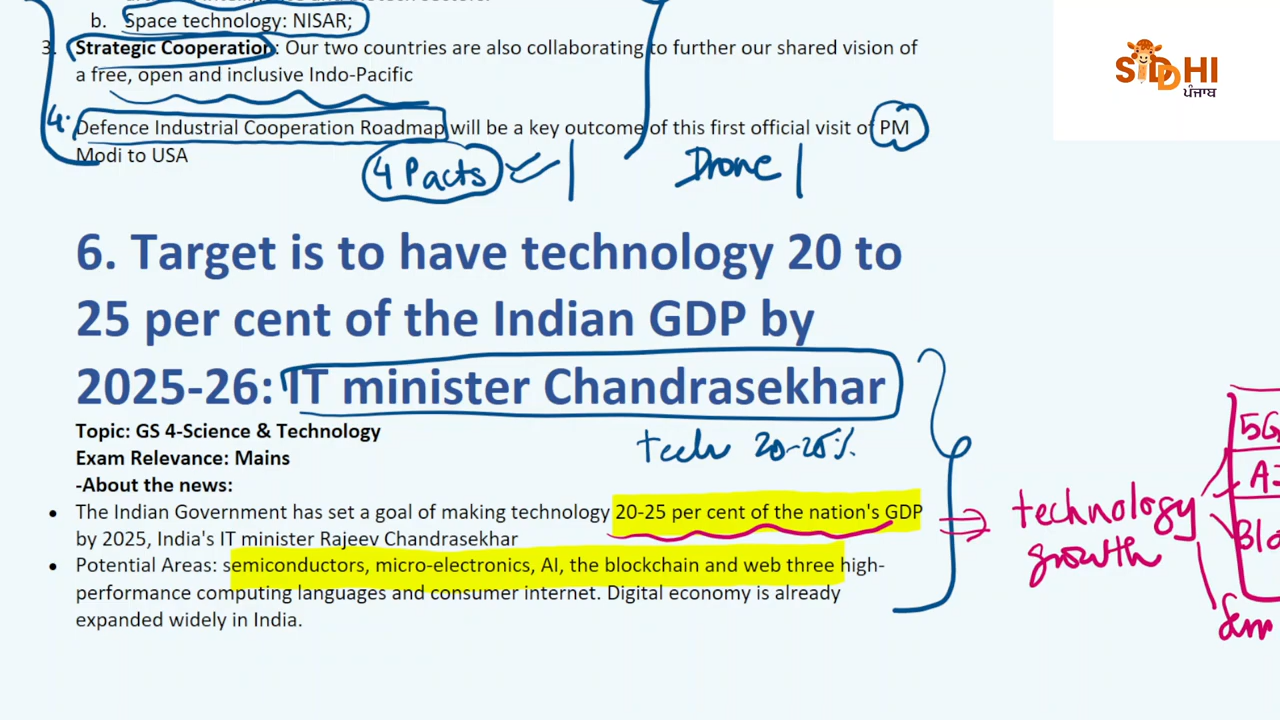 b. Space technology: NISAR;
3. Strategic Cooperation: Our two countries are also collaborating to further our shared vision of
a free, open and inclusive Indo-Pacific
4. Defence Industrial Cooperation Roadmap will be a key outcome of this first official visit of PM
Modi to USA
4 Pacts
Drone
SIDDHI
ਪੰਜਾਬ
6. Target is to have technology 20 to
25 per cent of the Indian GDP by
2025-26: IT minister Chandrasekhar
Topic: GS 4-Science & Technology
tech 20-25%
Exam Relevance: Mains
-About the news:
• The Indian Government has set a goal of making technology 20-25 per cent of the nation's GDP
by 2025, India's IT minister Rajeev Chandrasekhar
• Potential Areas: semiconductors, micro-electronics, AI, the blockchain and web three high-
performance computing languages and consumer internet. Digital economy is already
expanded widely in India.
technology
growth
5G